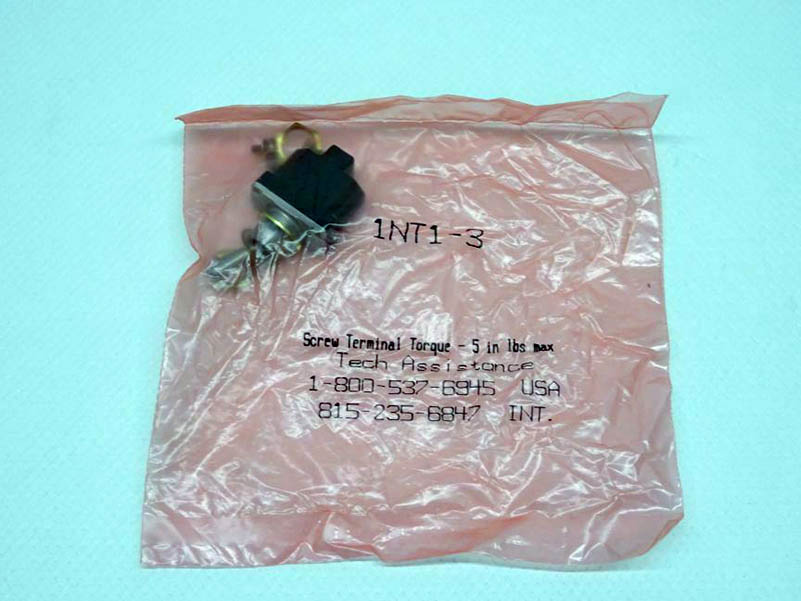 1NT1-3
Screw Terminal Torque - 5 in lbs max
Tech Assistance
1-800-537-6945 USA
815-235-6847 INT.